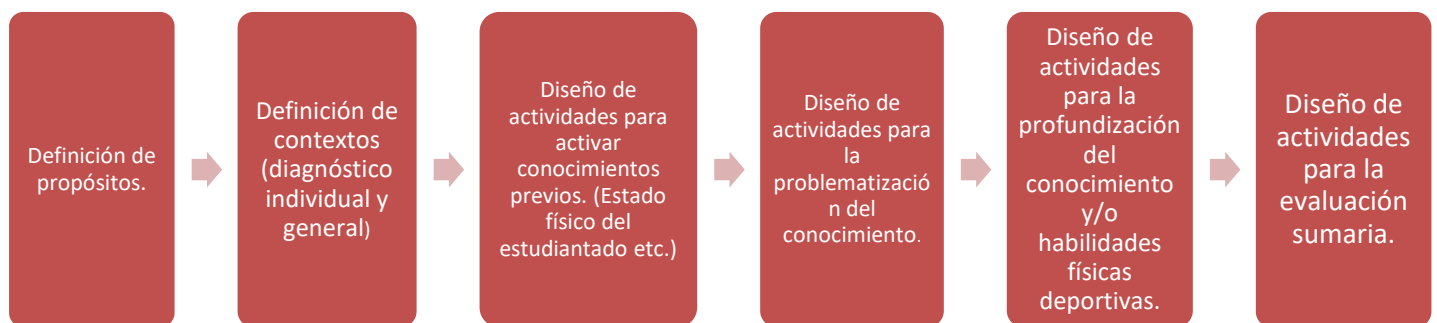 Definición de
propósitos.
Definición de
contextos
(diagnóstico
individual y
general)
Diseño de
actividades para
activar
conocimientos
previos. (Estado
físico del
estudiantado etc.)
Diseño de
actividades para
la
problematizació
n del
conocimiento.
Diseño de
actividades
para la
profundización
del
conocimiento
y/o
habilidades
físicas
deportivas.
Diseño de
actividades
para la
evaluación
sumaria.